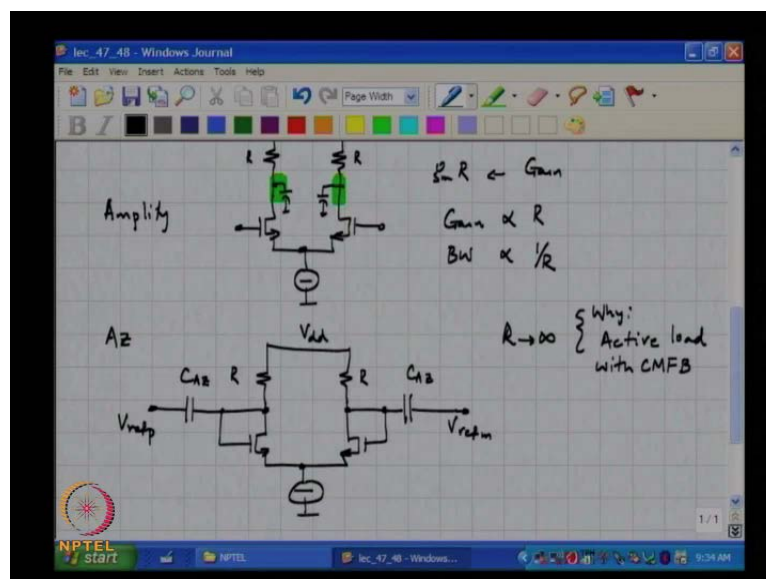 lec_47_48 - Windows Journal
File Edit View Insert Actions Tools Help
Page Width
B I
R R
gm R ← Gain
Amplify
Gain ∝ R
BW ∝ 1/R
AZ
Vdd
R→∞ { Why: Active load with CMFB
CAZ R R CAZ
Vrefp Vrefm
1/1
NPTEL
start NPTEL lec_47_48 - Windows... 9:34 AM